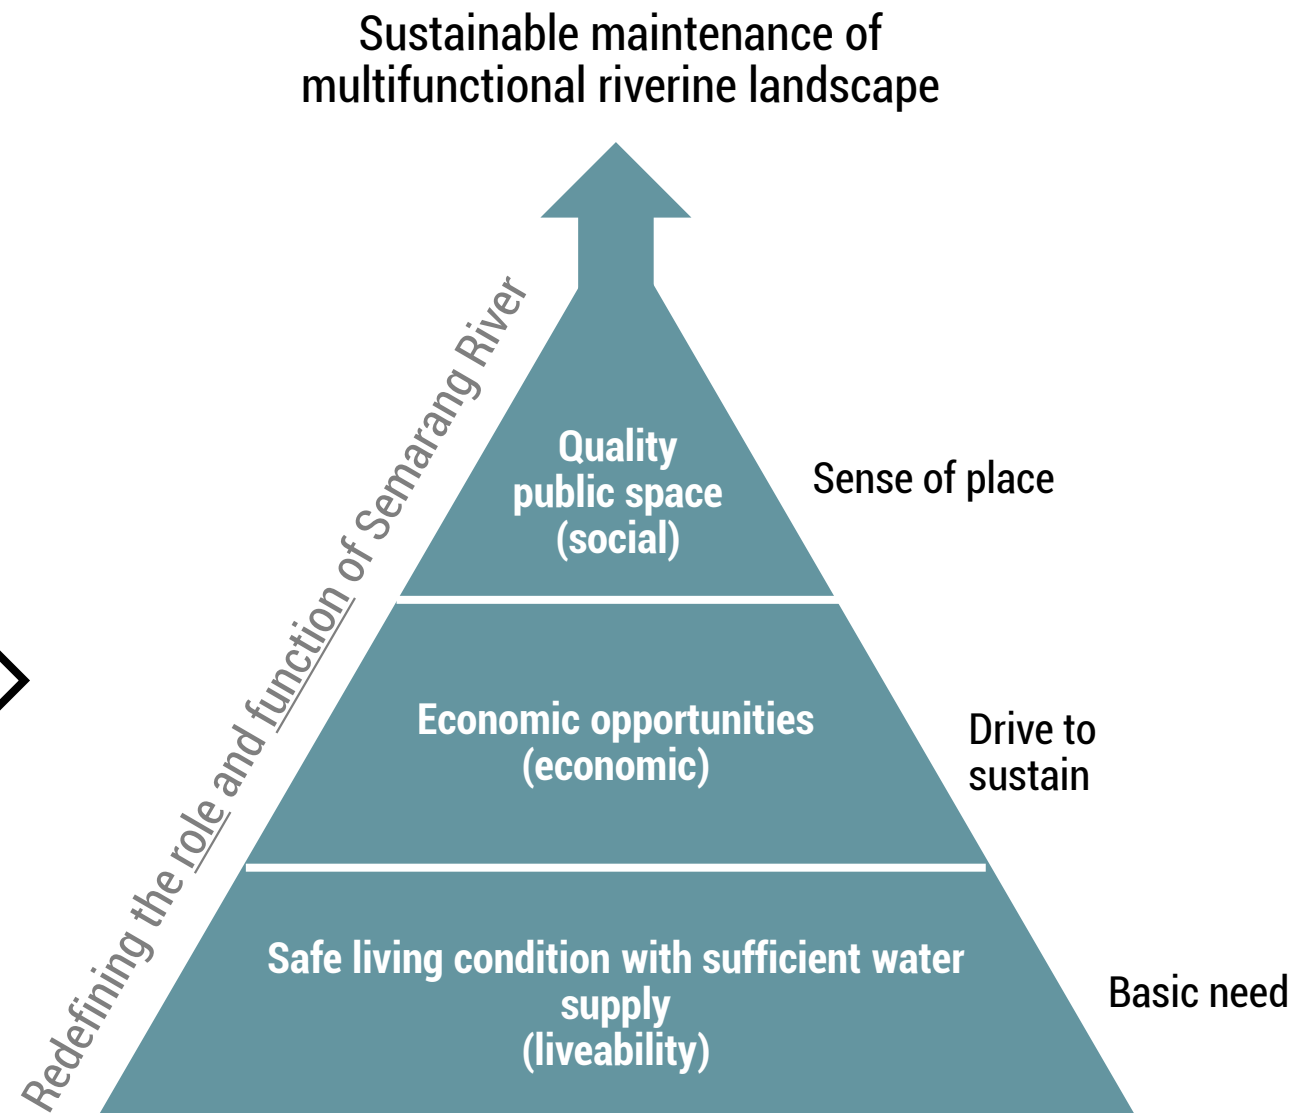 Sustainable maintenance of
multifunctional riverine landscape
Redefining the role and function of Semarang River
Quality
public space
(social)
Sense of place
Economic opportunities
(economic)
Drive to
sustain
Safe living condition with sufficient water
supply
(liveability)
Basic need